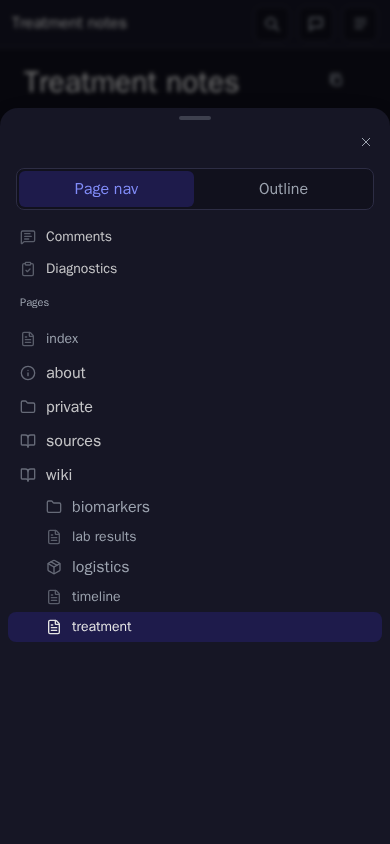 Treatment notes
Treatment notes
Page nav
Outline
Comments
Diagnostics
Pages
index
about
private
sources
wiki
biomarkers
lab results
logistics
timeline
treatment